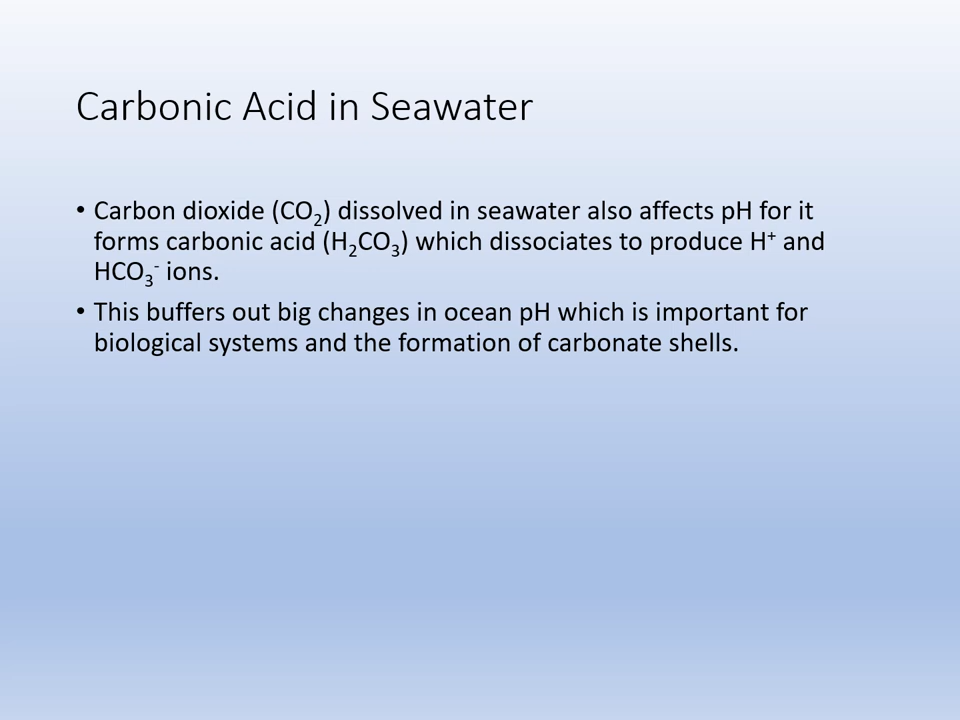 Carbonic Acid in Seawater
• Carbon dioxide (CO₂) dissolved in seawater also affects pH for it
forms carbonic acid (H₂CO₃) which dissociates to produce H⁺ and
HCO₃⁻ ions.
• This buffers out big changes in ocean pH which is important for
biological systems and the formation of carbonate shells.